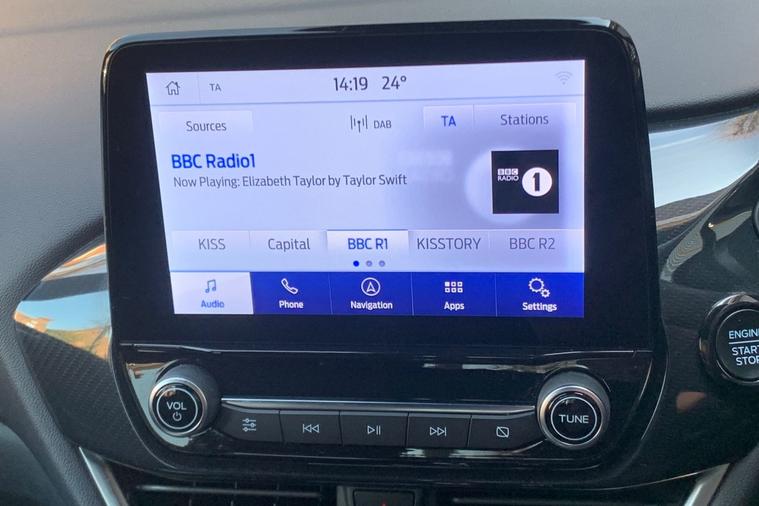 TA 14:19 24°
Sources DAB TA Stations
BBC Radio1
Now Playing: Elizabeth Taylor by Taylor Swift
BBC
RADIO 1
KISS Capital BBC R1 KISSTORY BBC R2
Audio Phone Navigation Apps Settings
ENGINE
START
STOP
VOL
TUNE